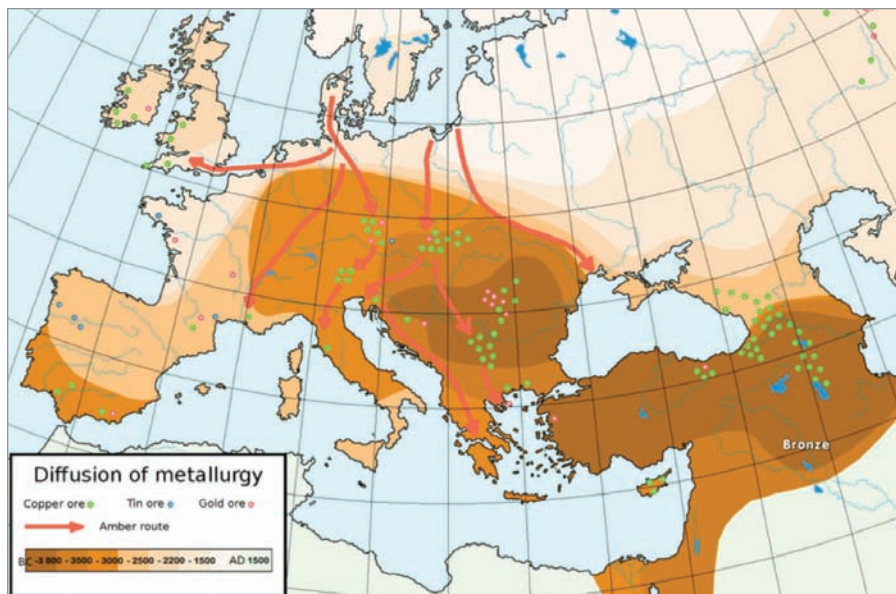 Bronze
Diffusion of metallurgy
Copper ore Tin ore Gold ore
Amber route
BC -3 800 - 3500 - 3000 - 2500 - 2200 - 1500 AD 1500